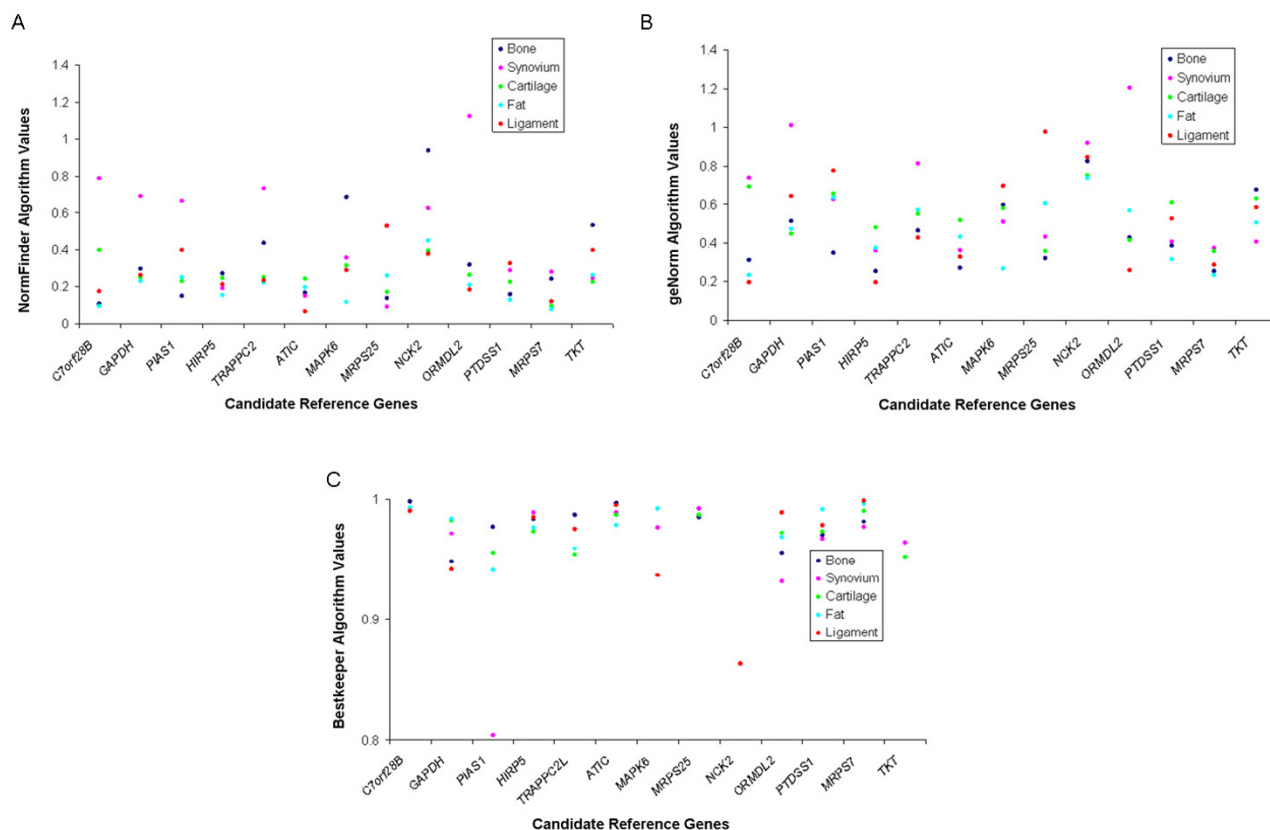 A
NormFinder Algorithm Values
1.4
1.2
1
0.8
0.6
0.4
0.2
0
Bone
Synovium
Cartilage
Fat
Ligament
C7orf28B
GAPDH
PIAS1
HIRP5
TRAPPC2
ATIC
MAPK6
MRPS25
NCK2
ORMDL2
PTDSS1
MRPS7
TKT
Candidate Reference Genes
B
geNorm Algorithm Values
1.4
1.2
1
0.8
0.6
0.4
0.2
0
Bone
Synovium
Cartilage
Fat
Ligament
C7orf28B
GAPDH
PIAS1
HIRP5
TRAPPC2
ATIC
MAPK6
MRPS25
NCK2
ORMDL2
PTDSS1
MRPS7
TKT
Candidate Reference Genes
C
Bestkeeper Algorithm Values
1
0.9
0.8
Bone
Synovium
Cartilage
Fat
Ligament
C7orf28B
GAPDH
PIAS1
HIRP5
TRAPPC2L
ATIC
MAPK6
MRPS25
NCK2
ORMDL2
PTDSS1
MRPS7
TKT
Candidate Reference Genes